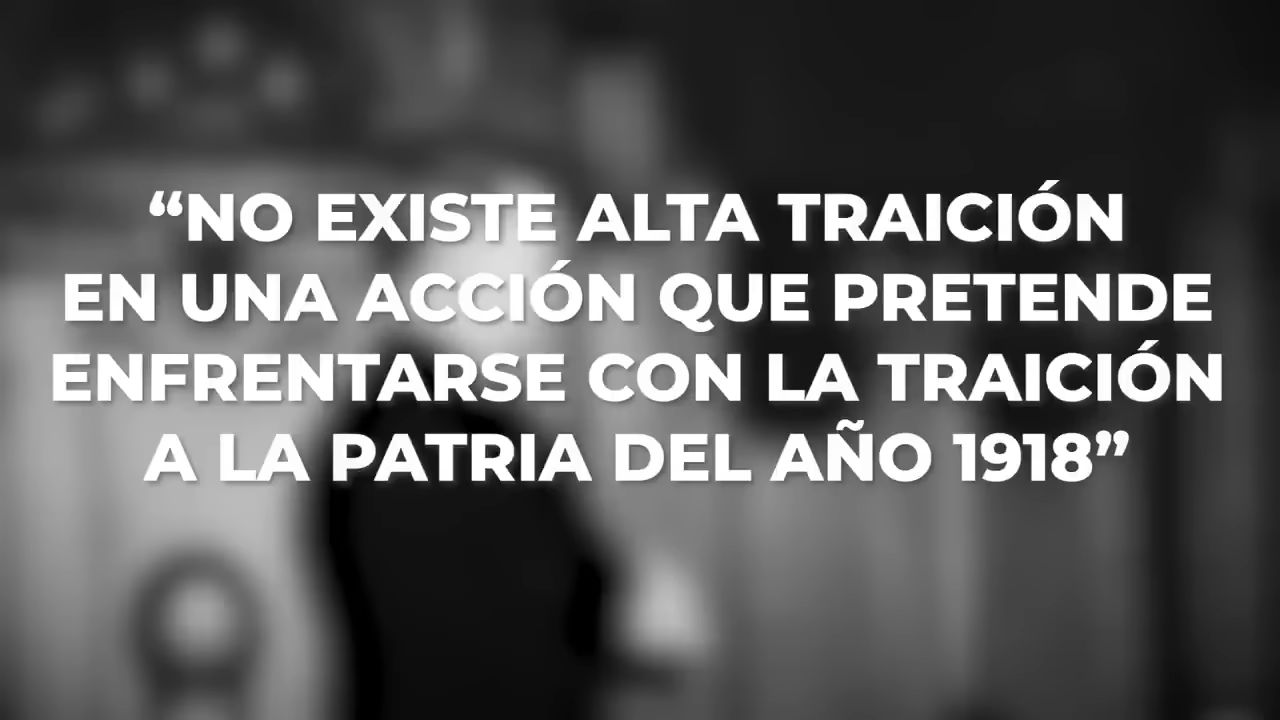 “NO EXISTE ALTA TRAICIÓN
EN UNA ACCIÓN QUE PRETENDE
ENFRENTARSE CON LA TRAICIÓN
A LA PATRIA DEL AÑO 1918”